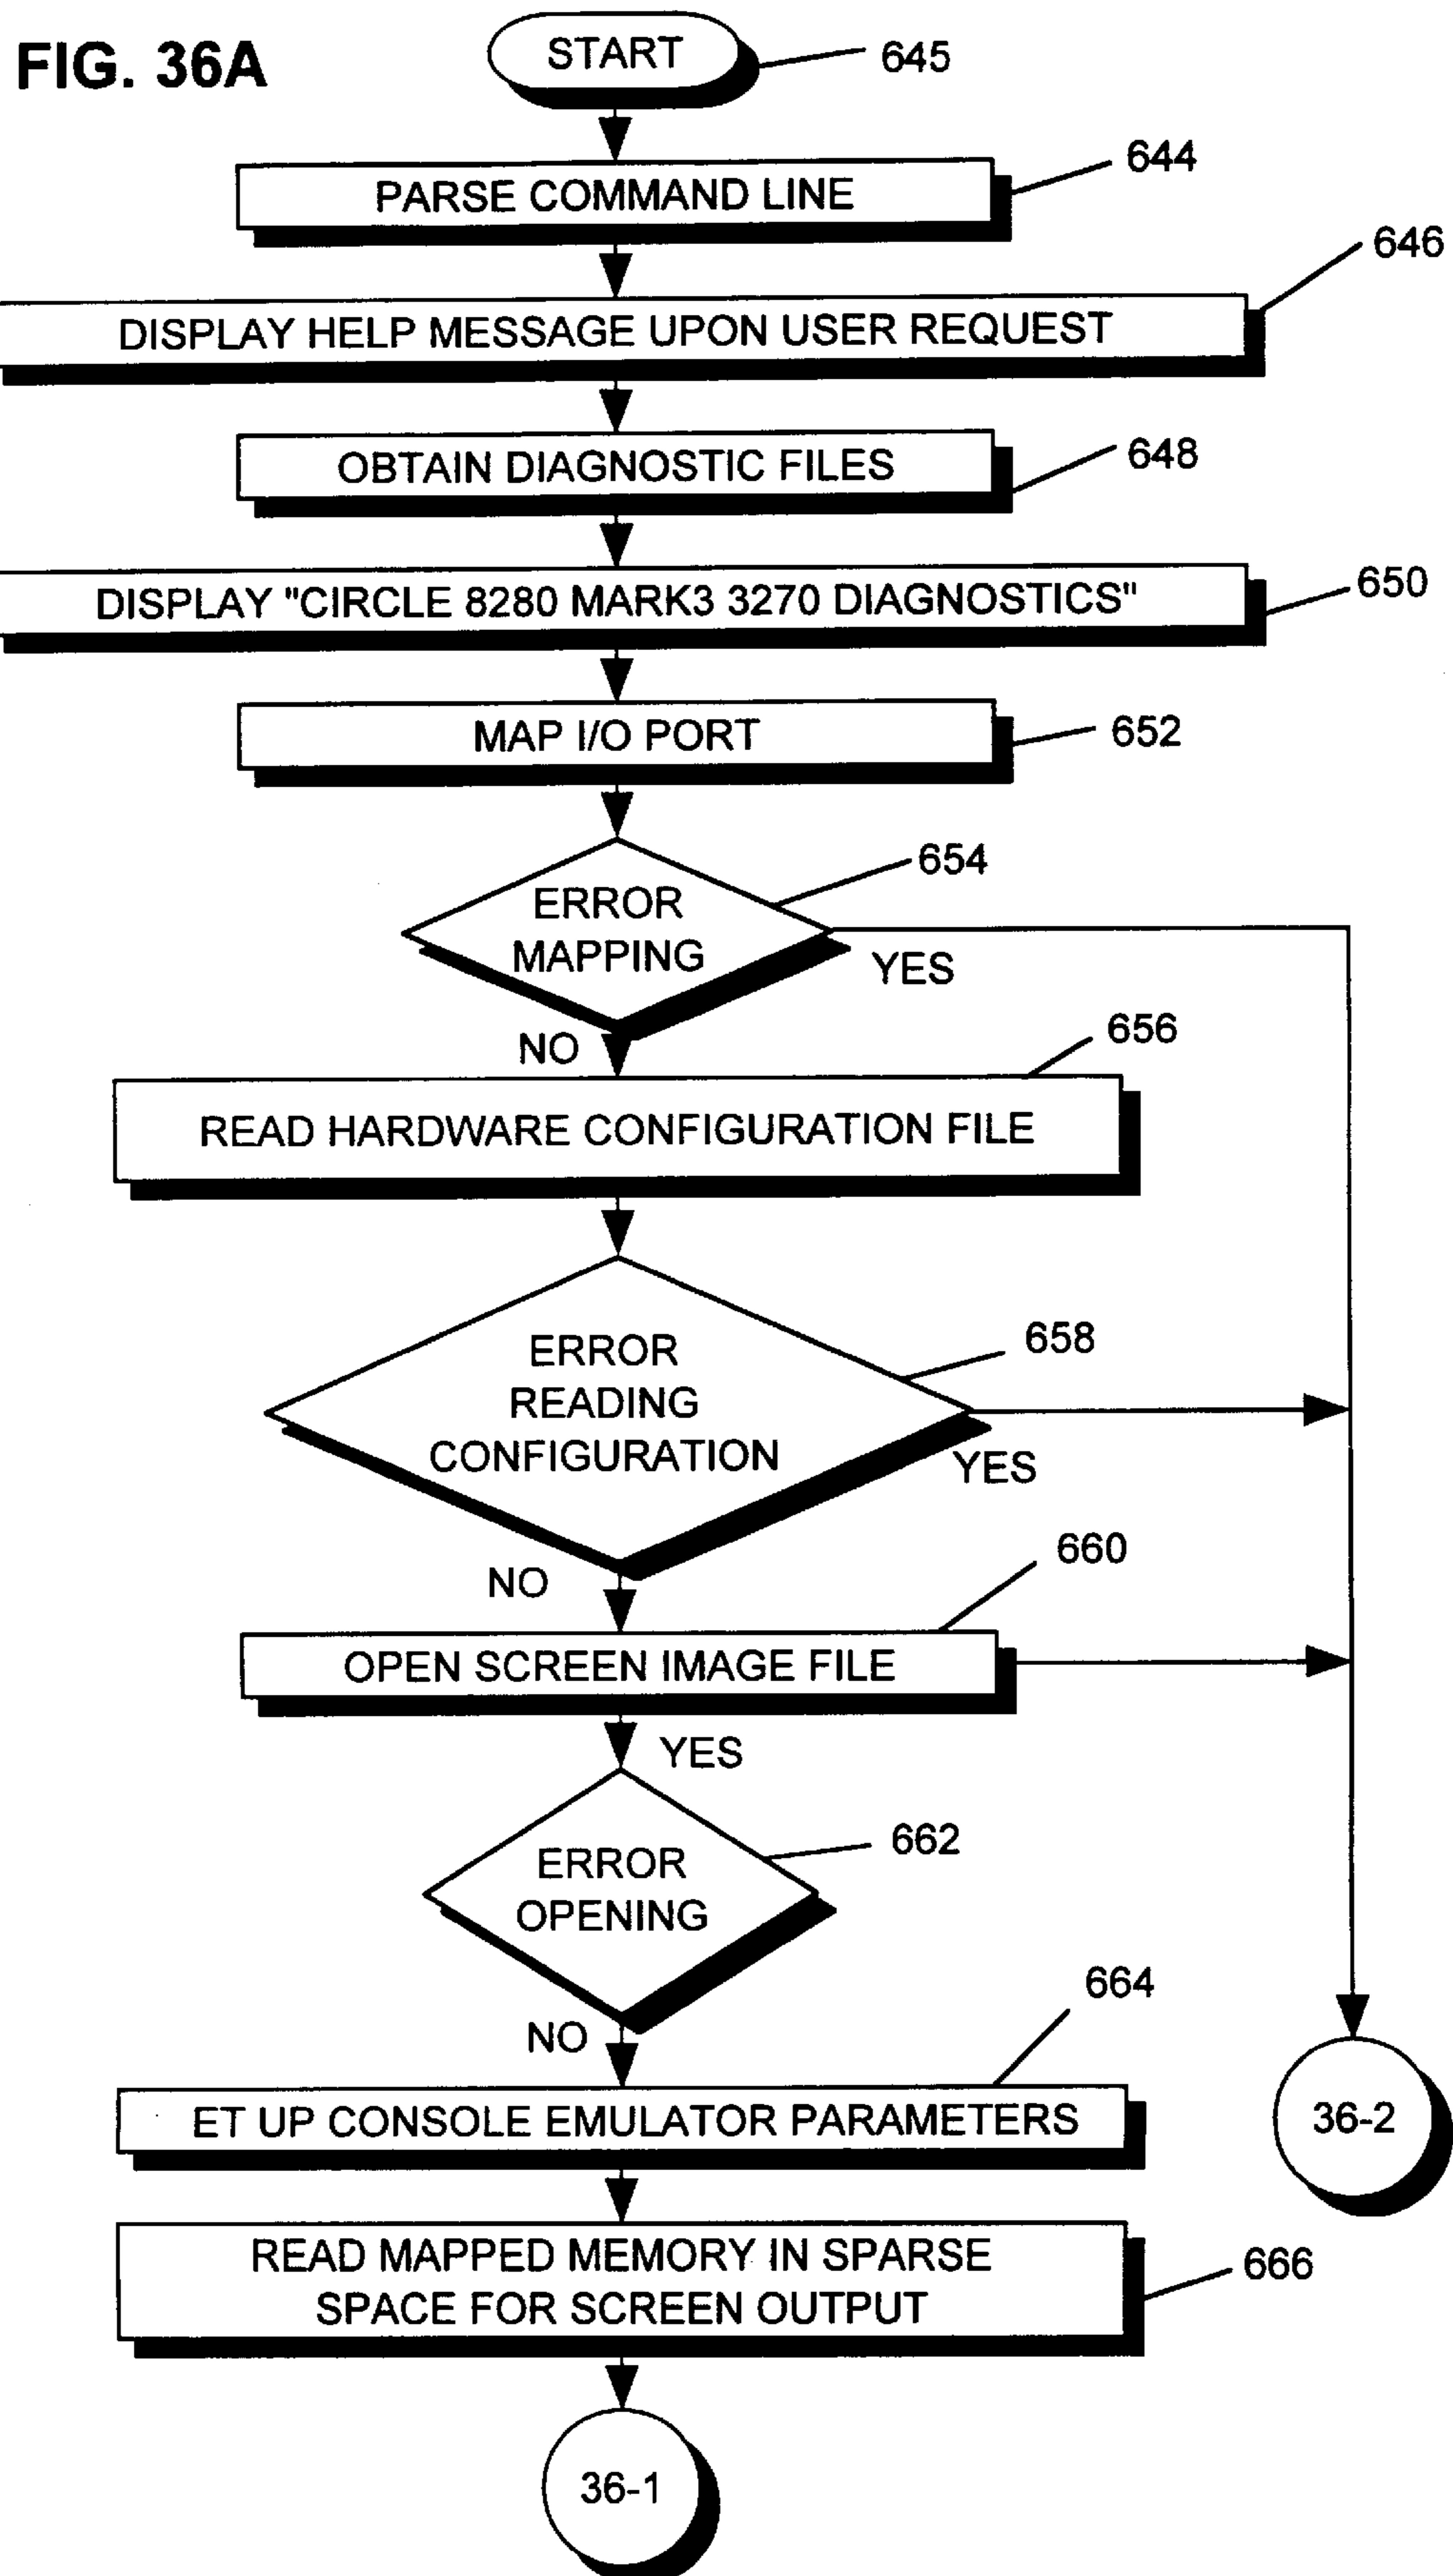 FIG. 36A
START
645
PARSE COMMAND LINE
644
646
DISPLAY HELP MESSAGE UPON USER REQUEST
OBTAIN DIAGNOSTIC FILES
648
DISPLAY "CIRCLE 8280 MARK3 3270 DIAGNOSTICS"
650
MAP I/O PORT
652
654
ERROR
MAPPING
YES
NO
656
READ HARDWARE CONFIGURATION FILE
658
ERROR
READING
CONFIGURATION
YES
NO
660
OPEN SCREEN IMAGE FILE
YES
662
ERROR
OPENING
NO
664
ET UP CONSOLE EMULATOR PARAMETERS
36-2
READ MAPPED MEMORY IN SPARSE
SPACE FOR SCREEN OUTPUT
666
36-1